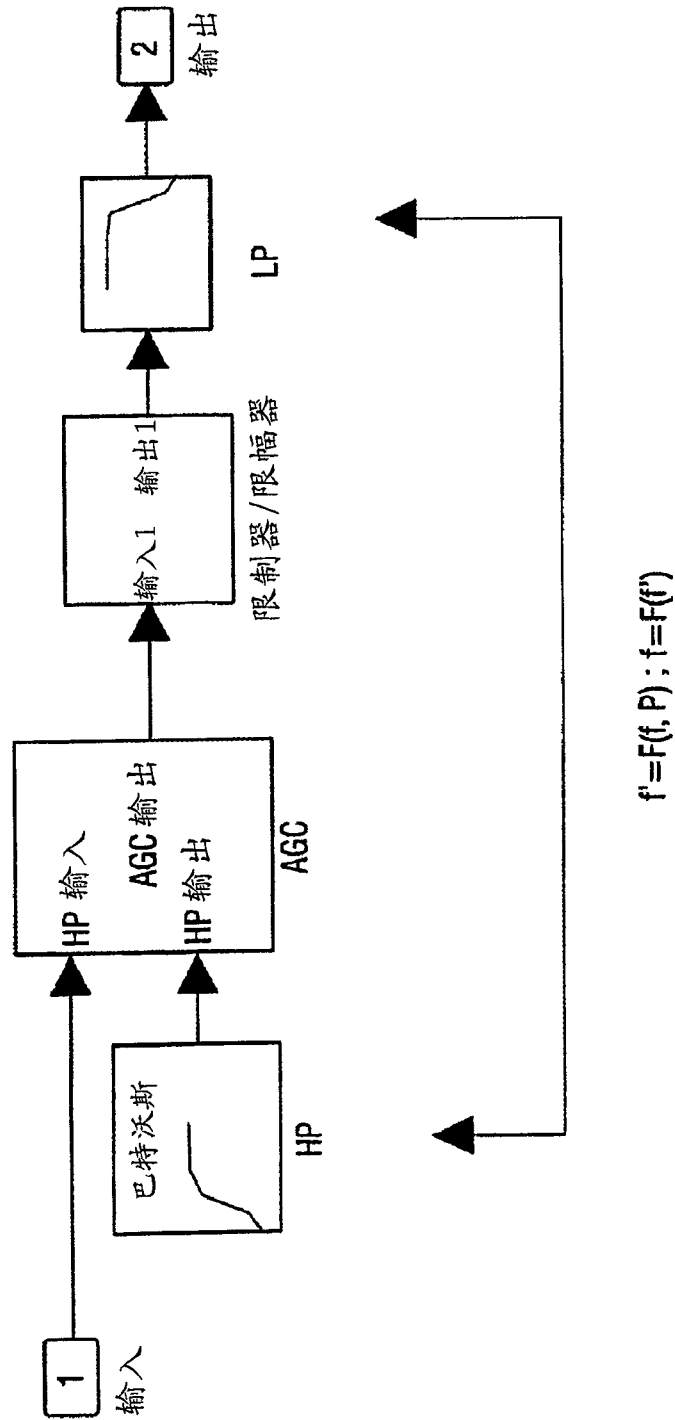 1
输入
巴特沃斯
HP
HP 输入
AGC 输出
HP 输出
AGC
输入1 输出1
限制器/限幅器
LP
2
输出
f'=F(f, P) ; f=F(f')